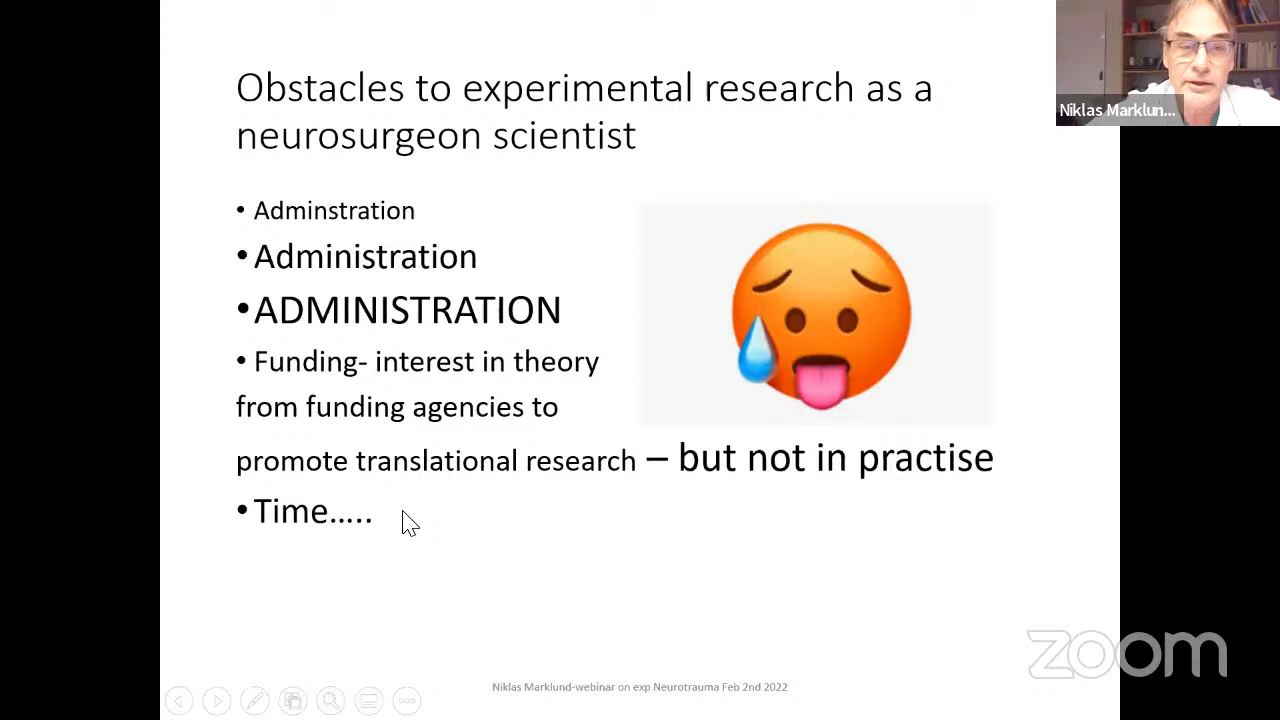 Obstacles to experimental research as a
neurosurgeon scientist
• Adminstration
• Administration
•ADMINISTRATION
• Funding- interest in theory
from funding agencies to
promote translational research – but not in practise
•Time…..
Niklas Marklun...
zoom
Niklas Marklund-webinar on exp Neurotrauma Feb 2nd 2022